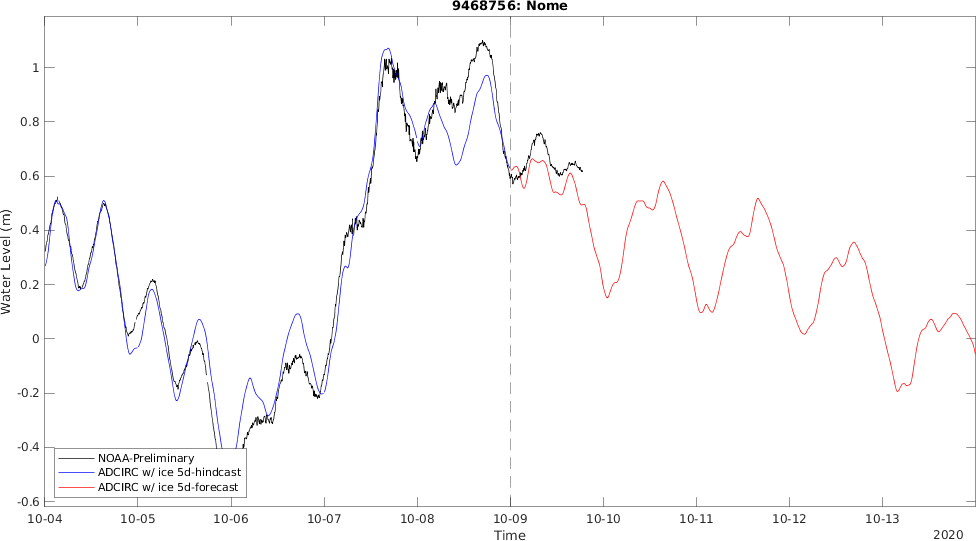 9468756: Nome
Water Level (m)
1
0.8
0.6
0.4
0.2
0
-0.2
-0.4
-0.6
NOAA-Preliminary
ADCIRC w/ ice 5d-hindcast
ADCIRC w/ ice 5d-forecast
10-04 10-05 10-06 10-07 10-08 10-09 10-10 10-11 10-12 10-13
Time
2020